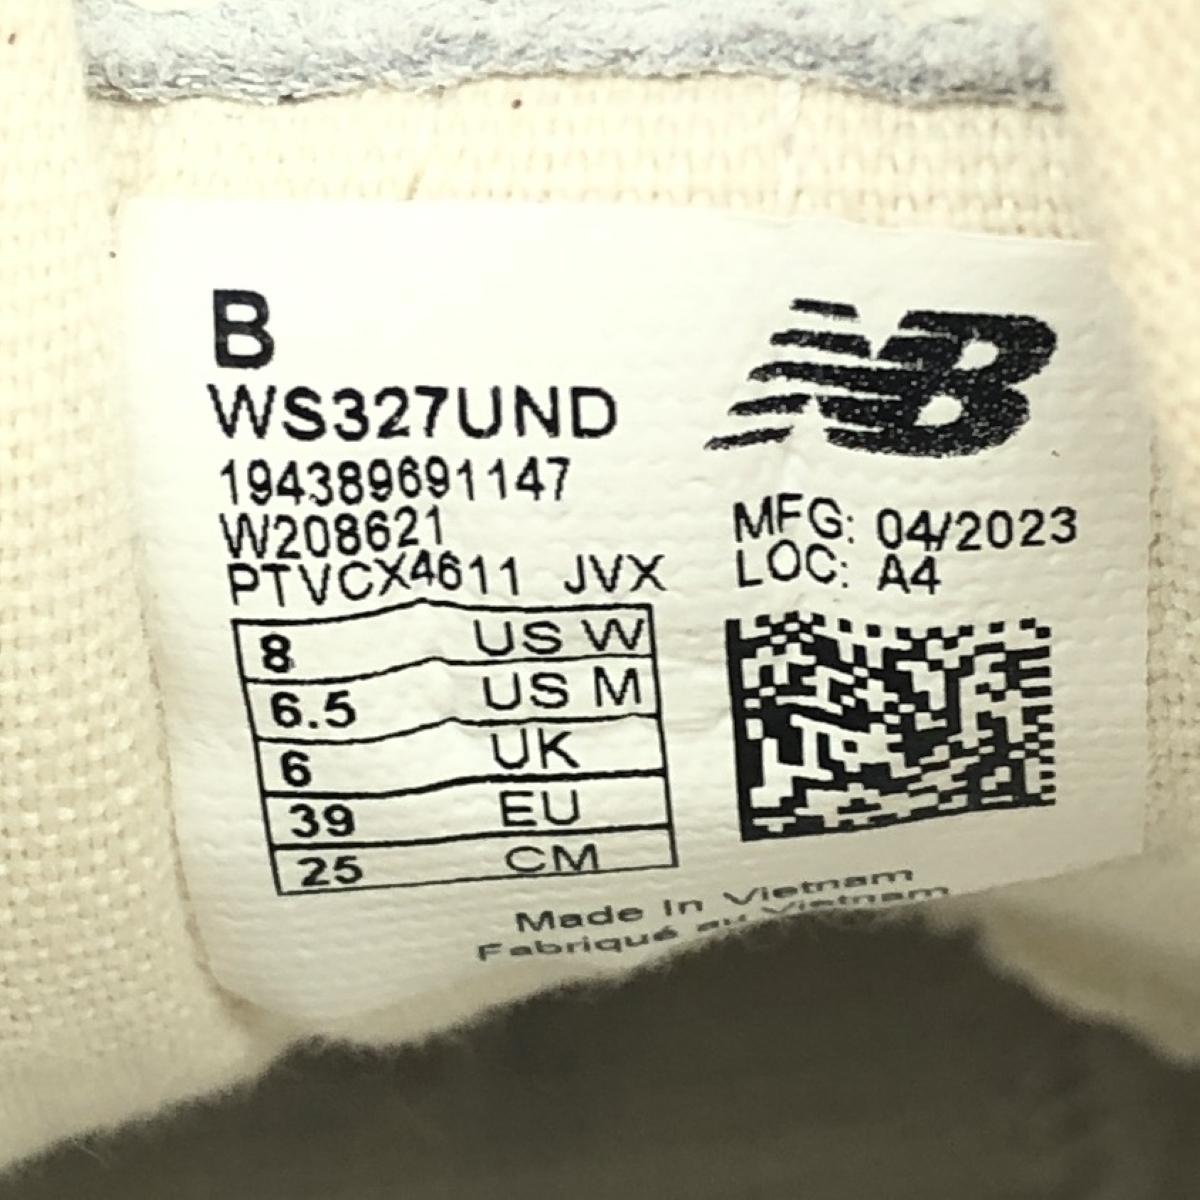 B
WS327UND
194389691147
W208621
PTVCX4611 JVX
8 US W
6.5 US M
6 UK
39 EU
25 CM
NB
MFG: 04/2023
LOC: A4
Made In Vietnam
Fabriqué au Vietnam